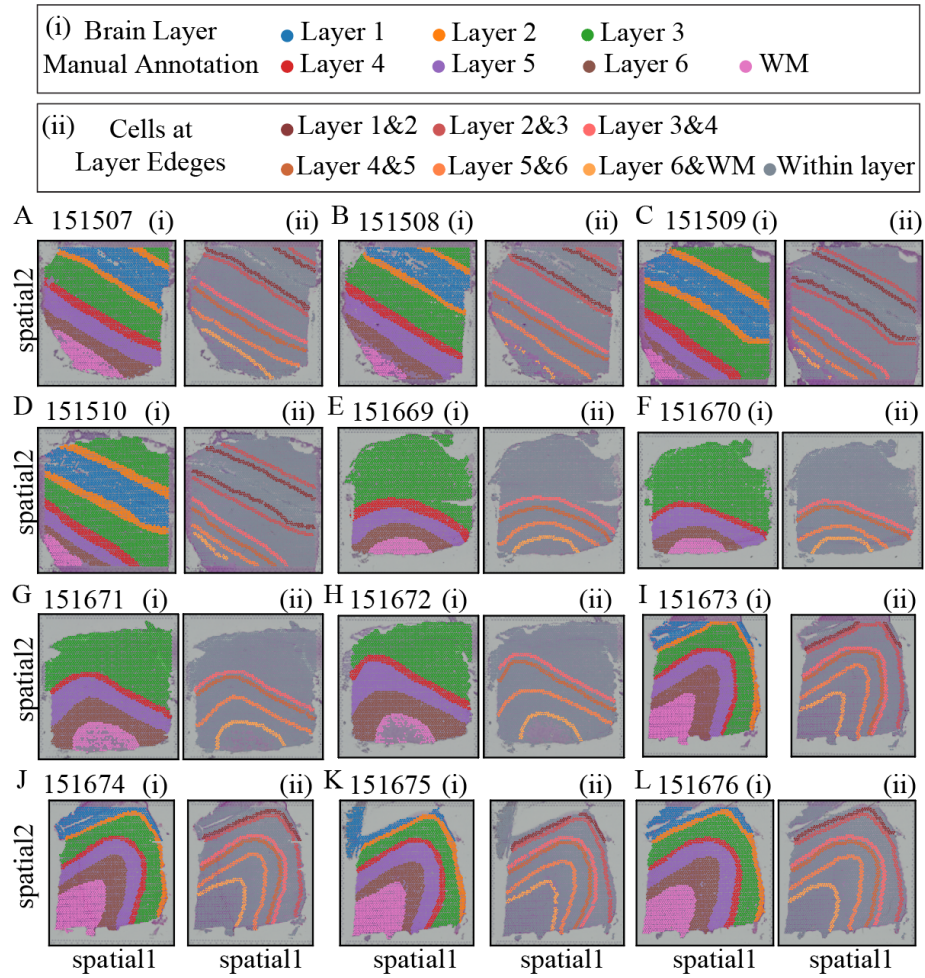 (i) Brain Layer Manual Annotation
Layer 1 Layer 2 Layer 3
Layer 4 Layer 5 Layer 6 WM
(ii) Cells at Layer Edeges
Layer 1&2 Layer 2&3 Layer 3&4
Layer 4&5 Layer 5&6 Layer 6&WM Within layer
A 151507 (i) (ii) B 151508 (i) (ii) C 151509 (i) (ii)
spatial2
D 151510 (i) (ii) E 151669 (i) (ii) F 151670 (i) (ii)
spatial2
G 151671 (i) (ii) H 151672 (i) (ii) I 151673 (i) (ii)
spatial2
J 151674 (i) (ii) K 151675 (i) (ii) L 151676 (i) (ii)
spatial2
spatial1 spatial1 spatial1 spatial1 spatial1 spatial1